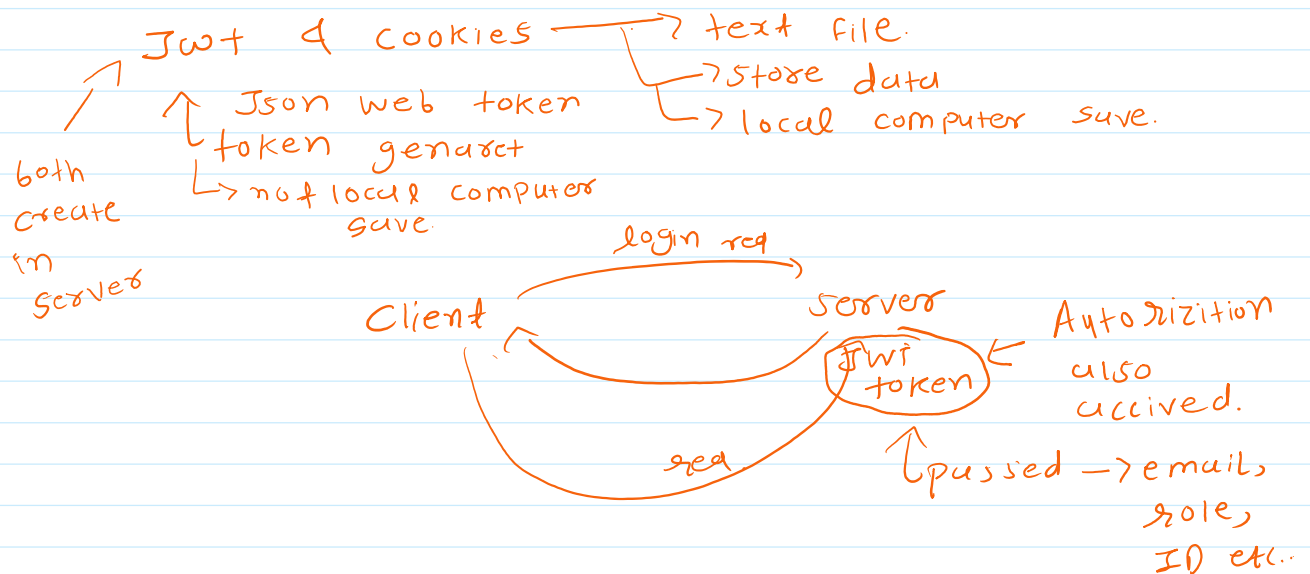 Jwt & cookies → text file.
→ store data
→ local computer save.
Json web token
token genarct
→ not local computer
save.
both
create
in
server
login req
Client
server
JWT
token
Autorizition
also
accived.
req
passed → email,
role,
ID etc..